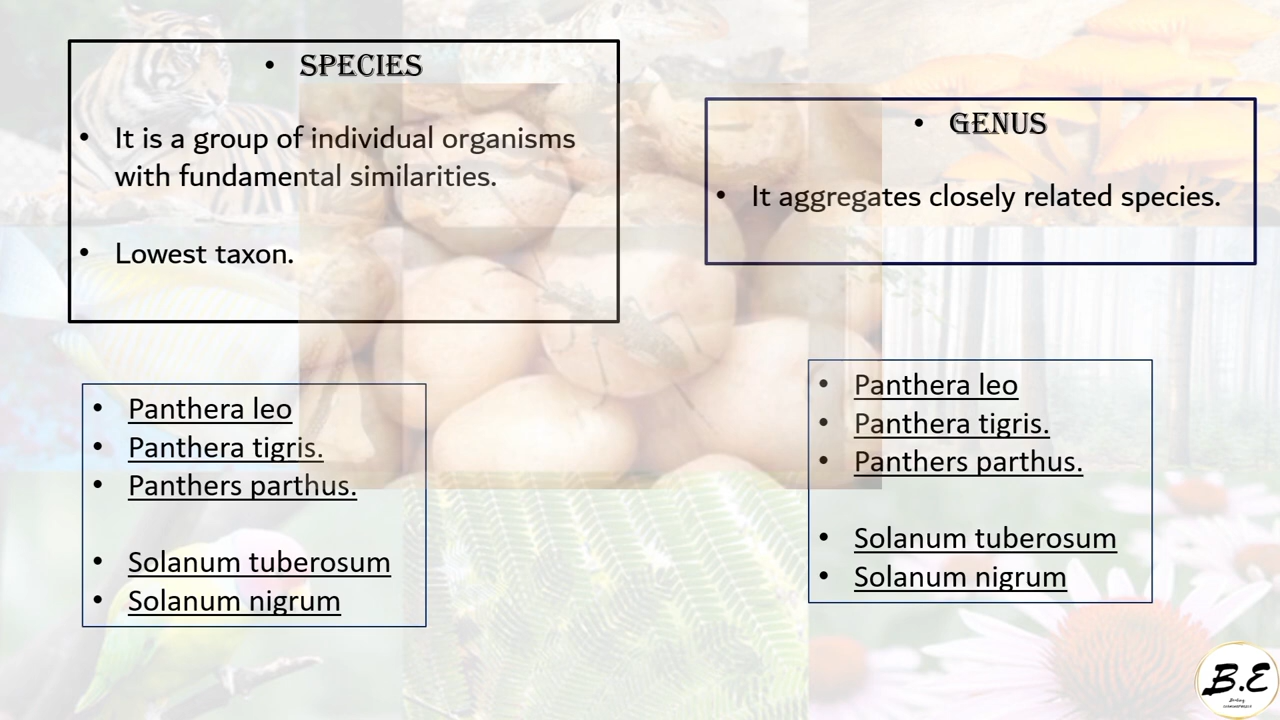 • SPECIES
• It is a group of individual organisms
with fundamental similarities.
• Lowest taxon.
• Panthera leo
• Panthera tigris.
• Panthers parthus.
• Solanum tuberosum
• Solanum nigrum
• GENUS
• It aggregates closely related species.
• Panthera leo
• Panthera tigris.
• Panthers parthus.
• Solanum tuberosum
• Solanum nigrum
B.E